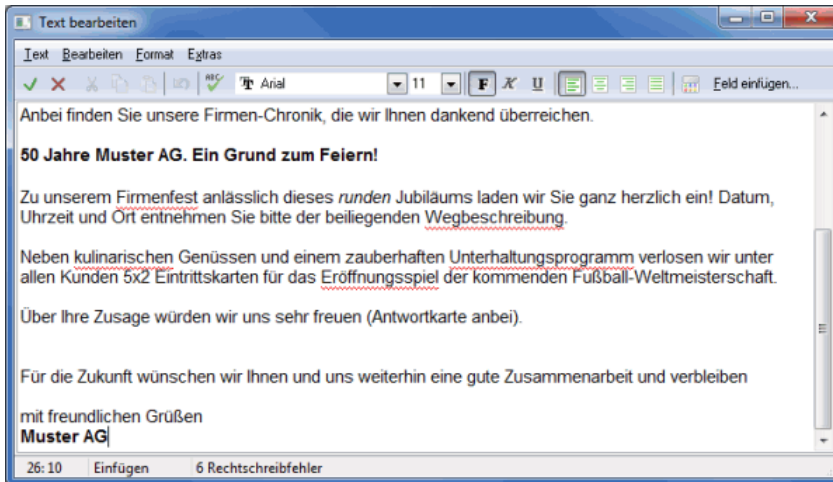 Text bearbeiten
Text Bearbeiten Format Extras
ABC Tr Arial 11 F K U Feld einfügen...
Anbei finden Sie unsere Firmen-Chronik, die wir Ihnen dankend überreichen.
50 Jahre Muster AG. Ein Grund zum Feiern!
Zu unserem Firmenfest anlässlich dieses runden Jubiläums laden wir Sie ganz herzlich ein! Datum,
Uhrzeit und Ort entnehmen Sie bitte der beiliegenden Wegbeschreibung.
Neben kulinarischen Genüssen und einem zauberhaften Unterhaltungsprogramm verlosen wir unter
allen Kunden 5x2 Eintrittskarten für das Eröffnungsspiel der kommenden Fußball-Weltmeisterschaft.
Über Ihre Zusage würden wir uns sehr freuen (Antwortkarte anbei).
Für die Zukunft wünschen wir Ihnen und uns weiterhin eine gute Zusammenarbeit und verbleiben
mit freundlichen Grüßen
Muster AG
26:10 Einfügen 6 Rechtschreibfehler